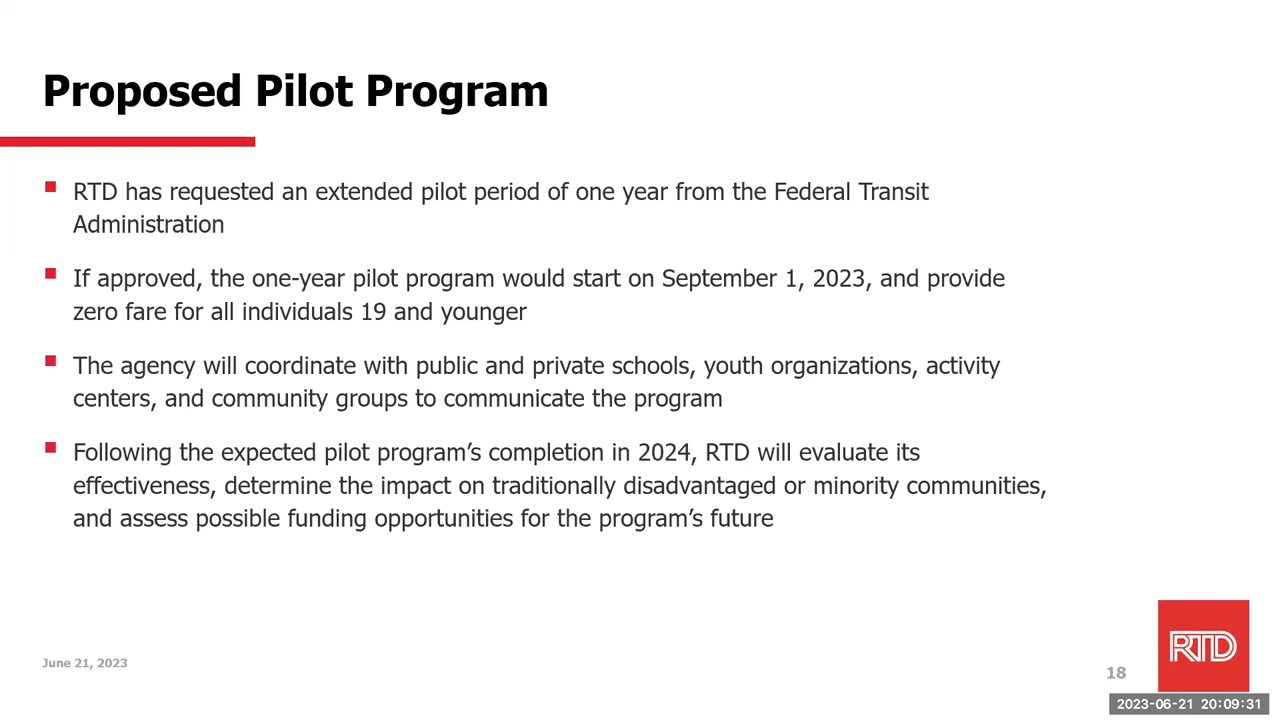 Proposed Pilot Program
RTD has requested an extended pilot period of one year from the Federal Transit
Administration
If approved, the one-year pilot program would start on September 1, 2023, and provide
zero fare for all individuals 19 and younger
The agency will coordinate with public and private schools, youth organizations, activity
centers, and community groups to communicate the program
Following the expected pilot program’s completion in 2024, RTD will evaluate its
effectiveness, determine the impact on traditionally disadvantaged or minority communities,
and assess possible funding opportunities for the program’s future
June 21, 2023
18
RTD
2023-06-21 20:09:31